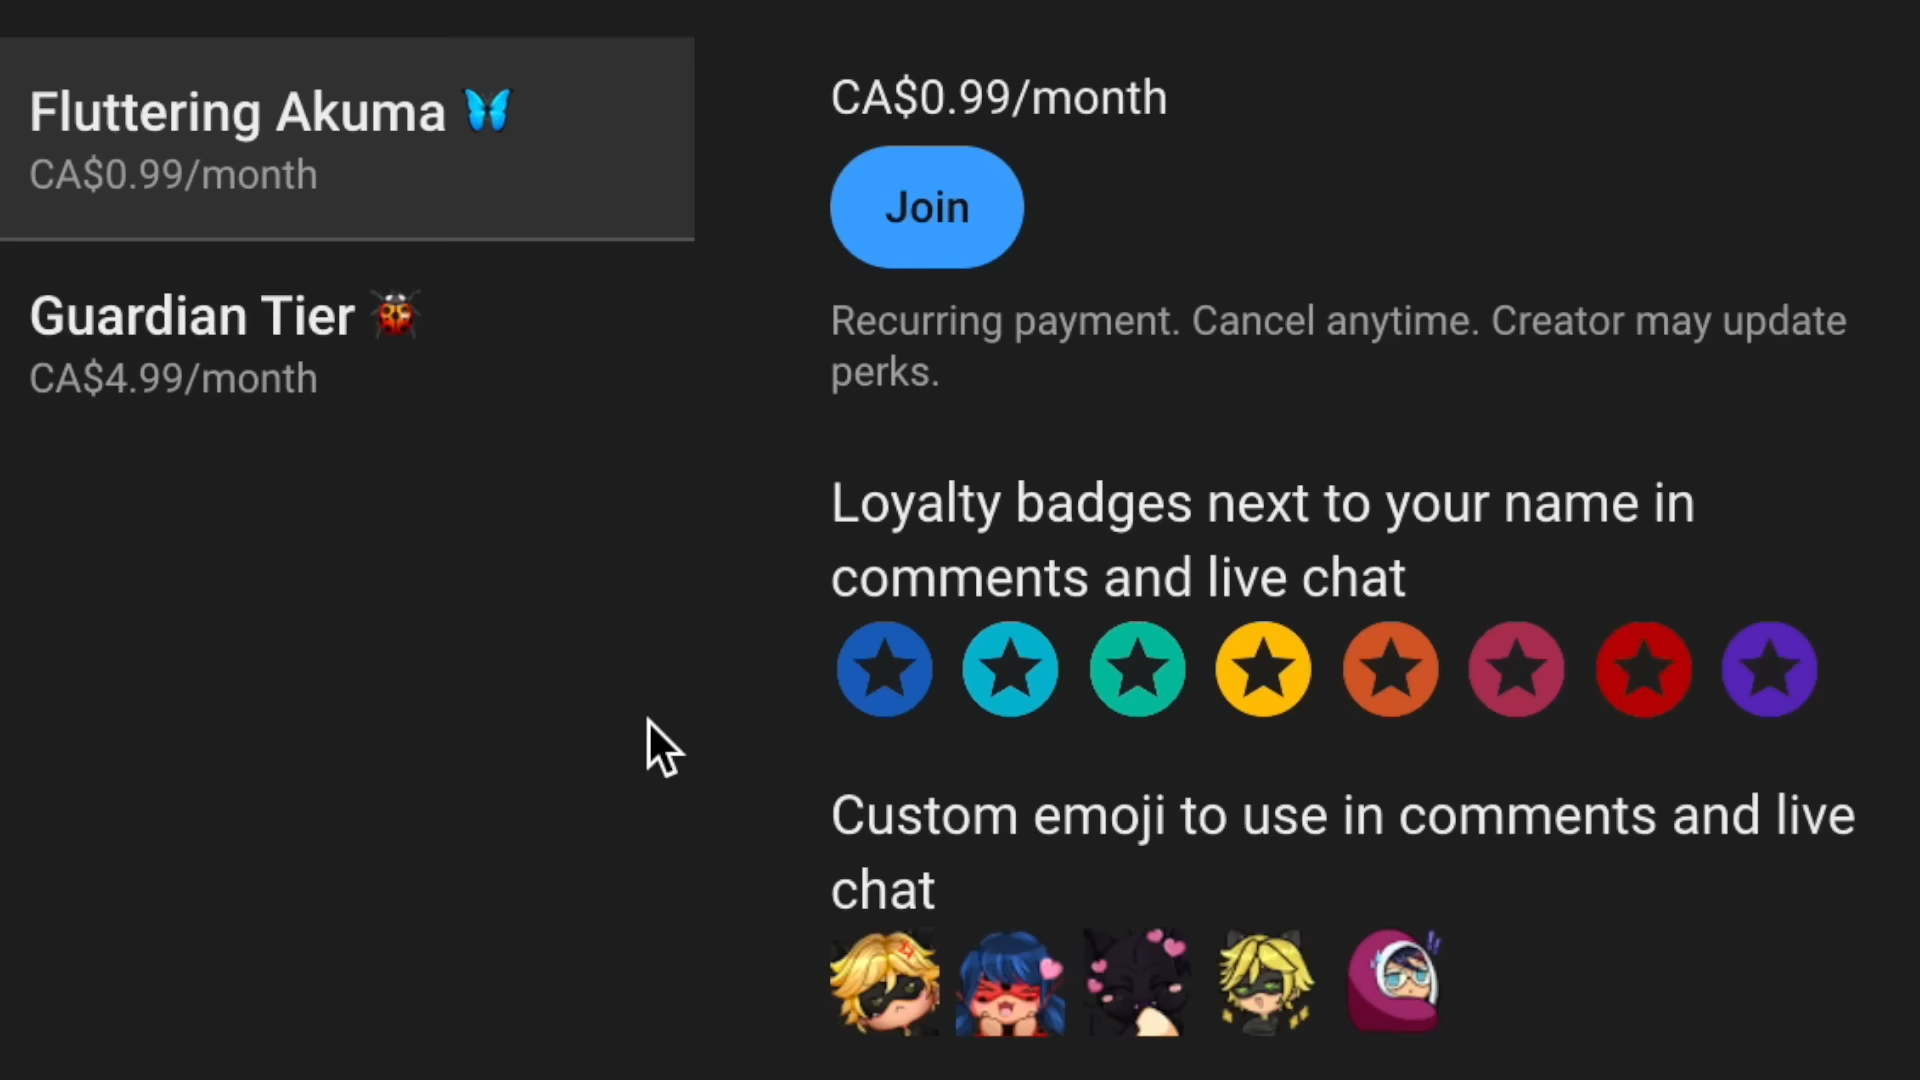 Fluttering Akuma 🦋
CA$0.99/month
Guardian Tier 🐞
CA$4.99/month
CA$0.99/month
Join
Recurring payment. Cancel anytime. Creator may update
perks.
Loyalty badges next to your name in
comments and live chat
Custom emoji to use in comments and live
chat